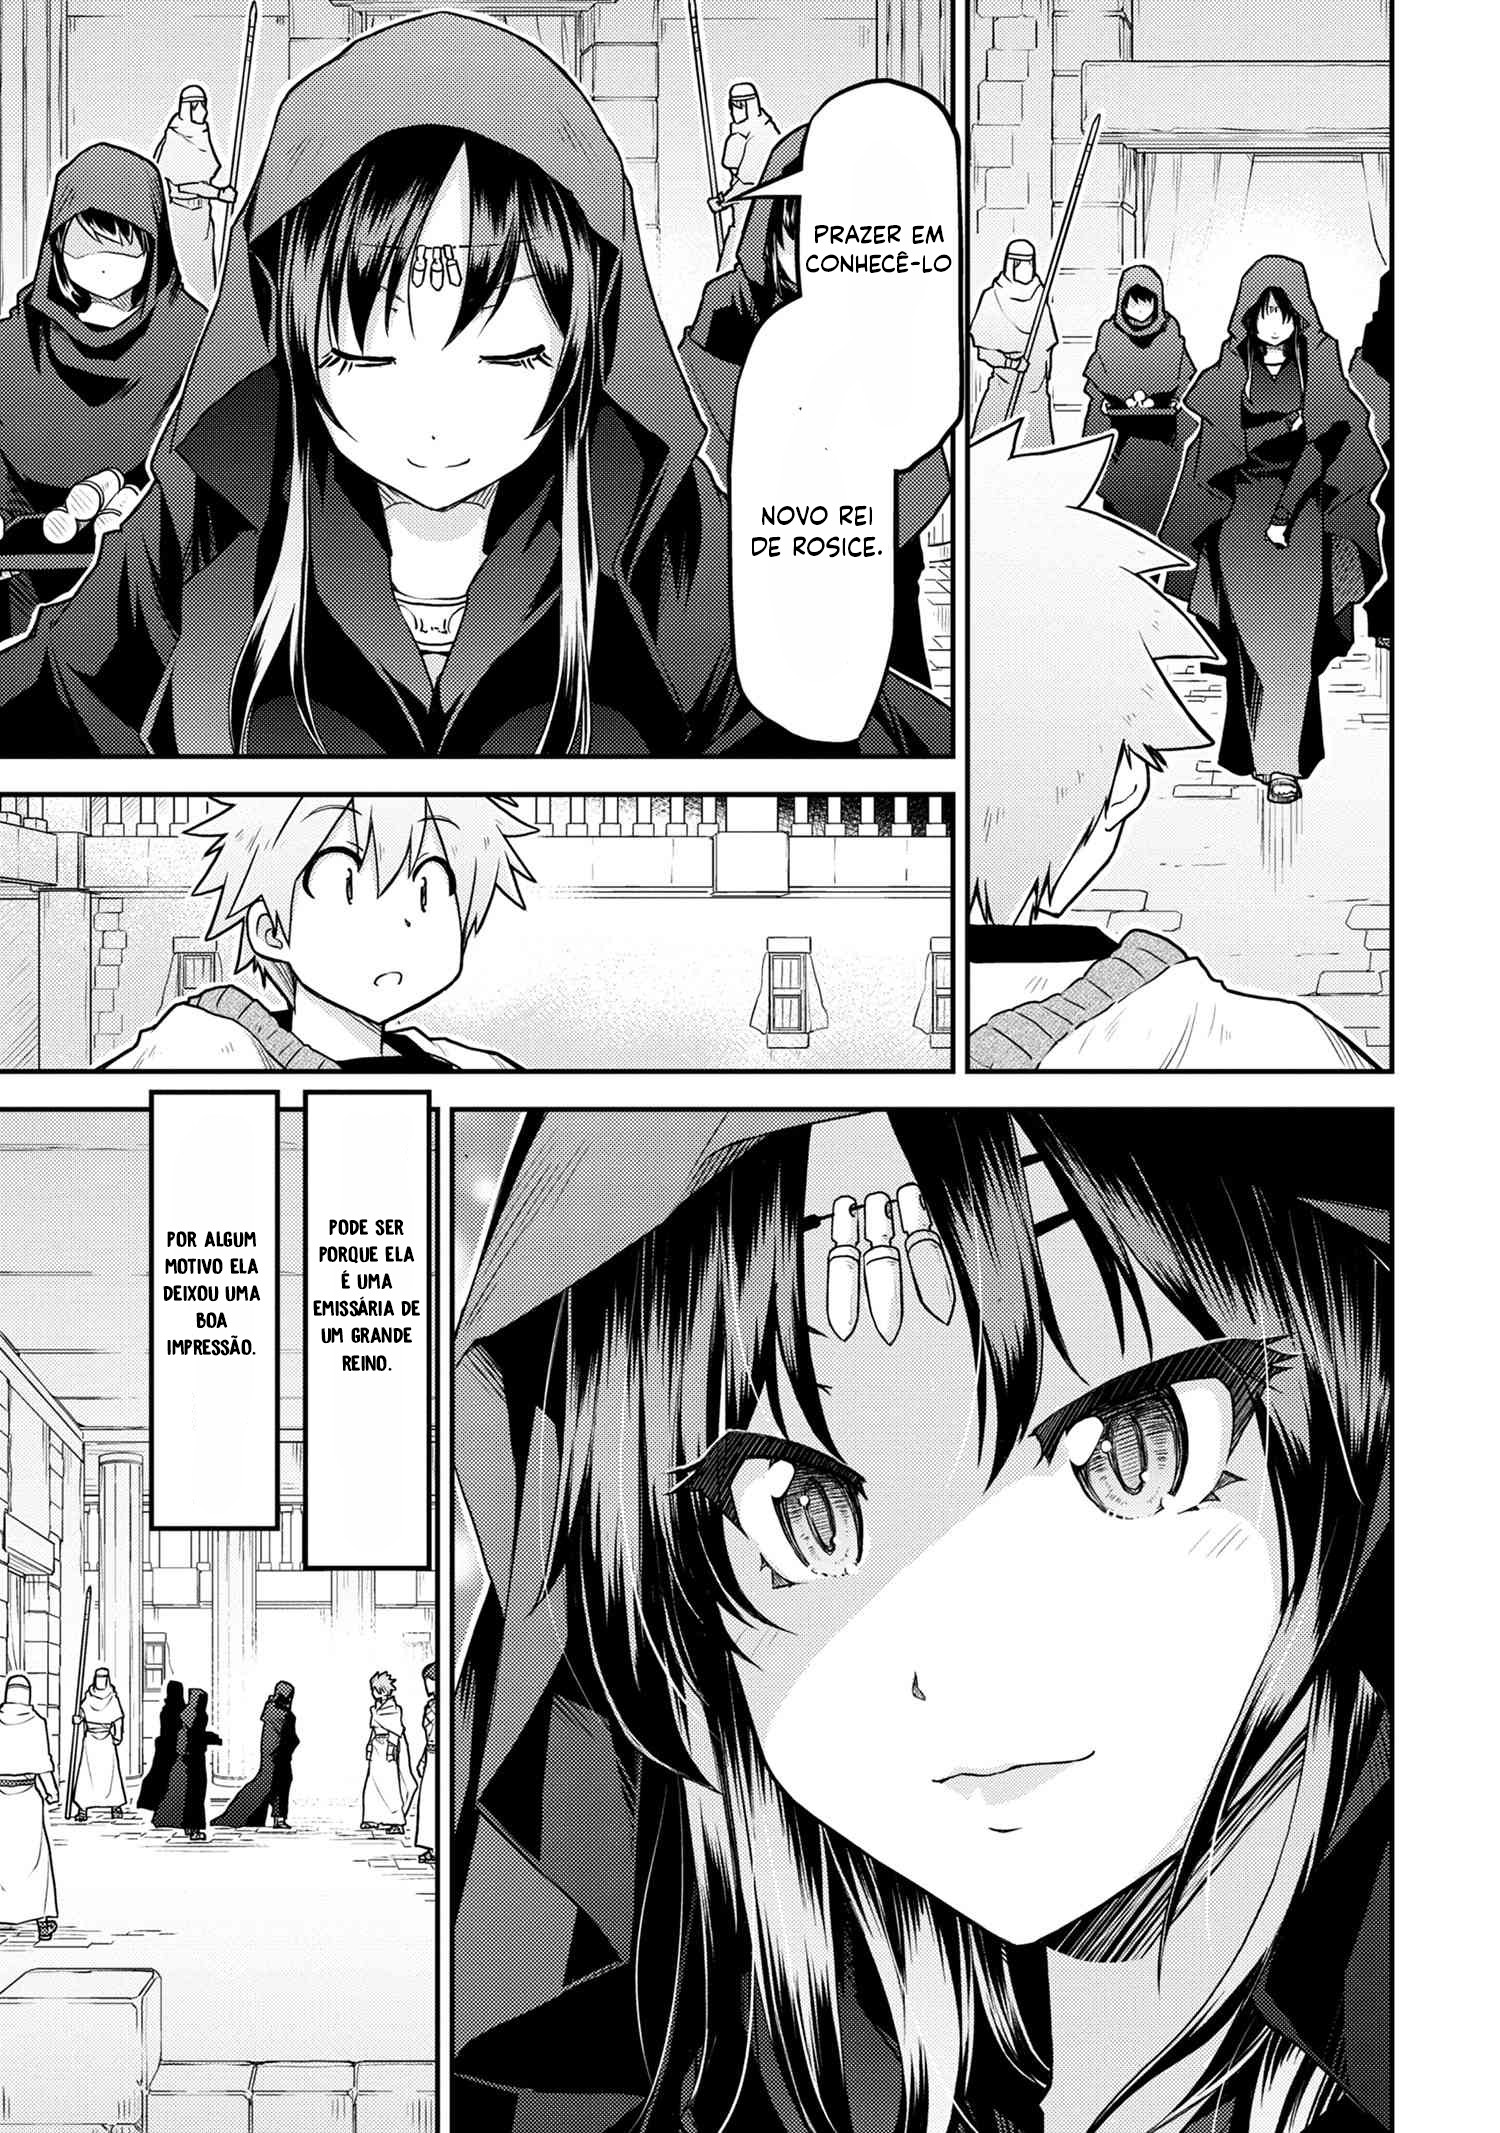 PRAZER EM
CONHECÊ-LO
NOVO REI
DE ROSICE.
PODE SER
PORQUE ELA
É UMA
EMISSÁRIA DE
UM GRANDE
REINO.
POR ALGUM
MOTIVO ELA
DEIXOU UMA
BOA
IMPRESSÃO.